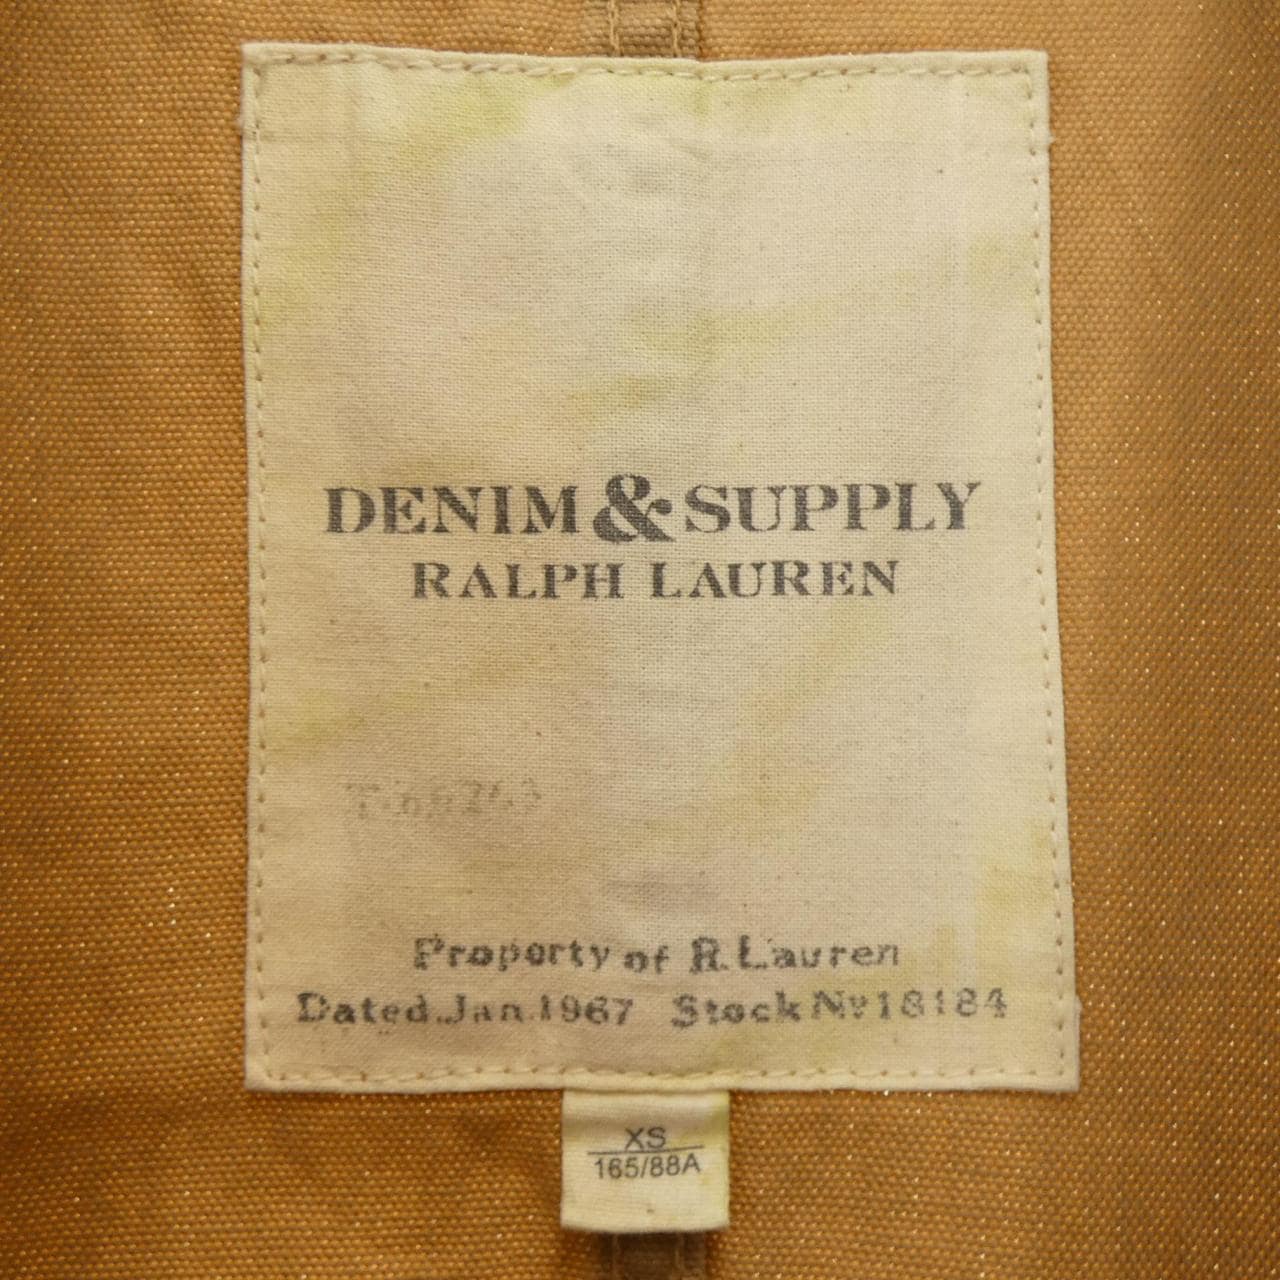 DENIM & SUPPLY
RALPH LAUREN
Property of R. Lauren
Dated Jan. 1967 Stock No 18184
XS
165/88A